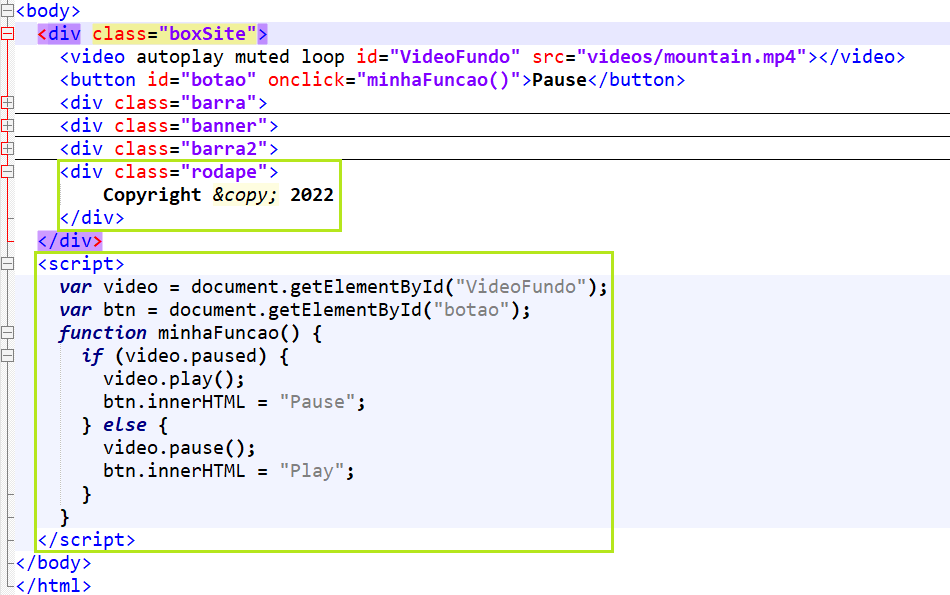 <body>
<div class="boxSite">
<video autoplay muted loop id="VideoFundo" src="videos/mountain.mp4"></video>
<button id="botao" onclick="minhaFuncao()">Pause</button>
<div class="barra">
<div class="banner">
<div class="barra2">
<div class="rodape">
Copyright &copy; 2022
</div>
</div>
<script>
var video = document.getElementById("VideoFundo");
var btn = document.getElementById("botao");
function minhaFuncao() {
if (video.paused) {
video.play();
btn.innerHTML = "Pause";
} else {
video.pause();
btn.innerHTML = "Play";
}
}
</script>
</body>
</html>